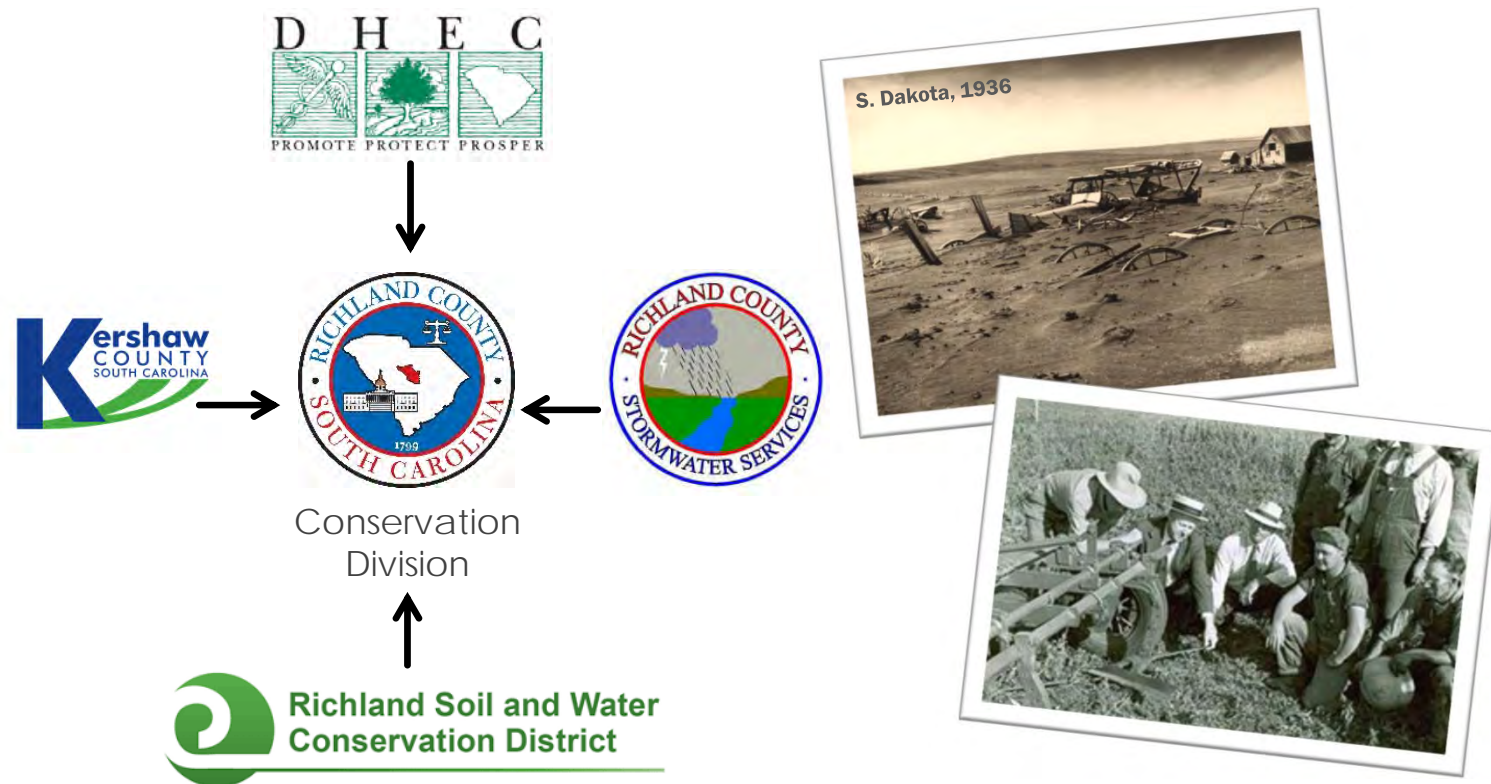 D H E C
PROMOTE PROTECT PROSPER
S. Dakota, 1936
Kershaw
COUNTY
SOUTH CAROLINA
RICHLAND COUNTY
SOUTH CAROLINA
1799
RICHLAND COUNTY
STORMWATER SERVICES
Conservation
Division
Richland Soil and Water
Conservation District